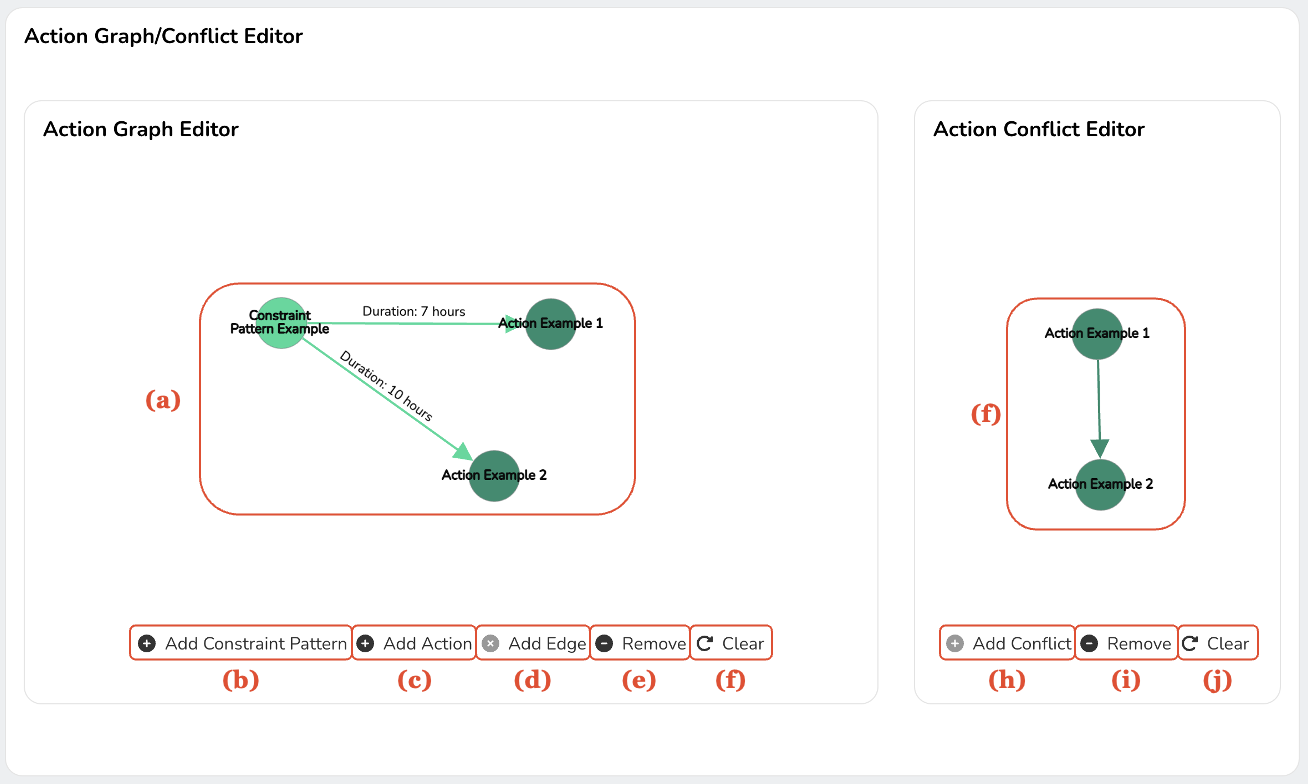 Action Graph/Conflict Editor
Action Graph Editor
Constraint
Pattern Example
Duration: 7 hours
Action Example 1
Duration: 10 hours
(a)
Action Example 2
Add Constraint Pattern
Add Action
Add Edge
Remove
Clear
(b)
(c)
(d)
(e)
(f)
Action Conflict Editor
Action Example 1
(f)
Action Example 2
Add Conflict
Remove
Clear
(h)
(i)
(j)